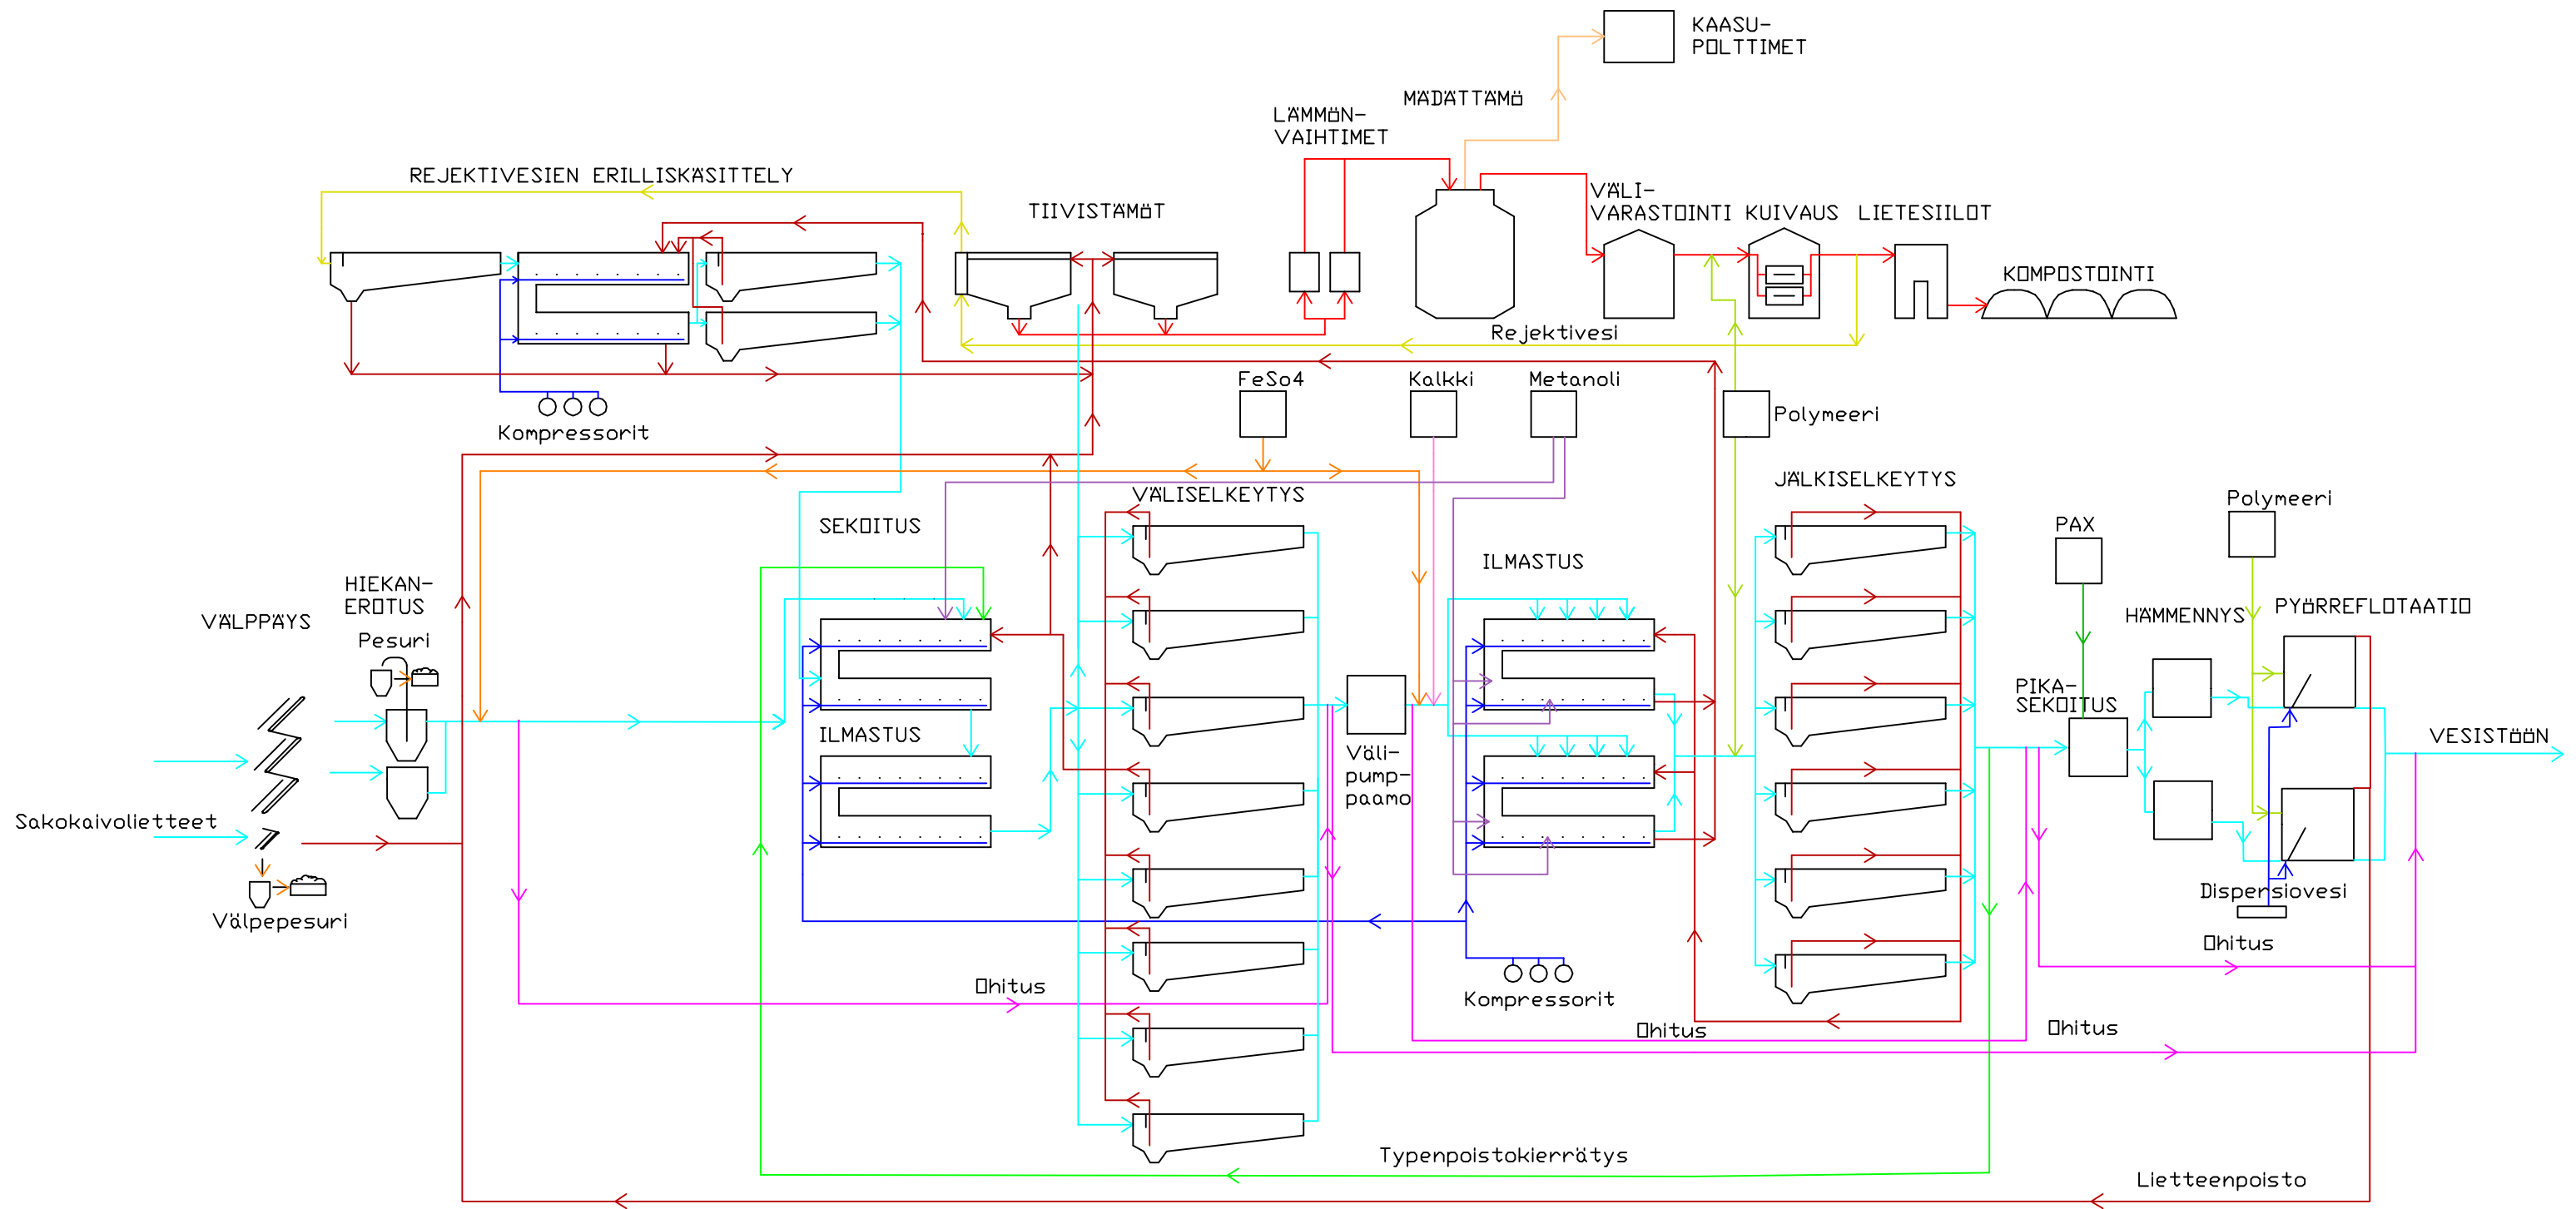 KAASU-
POLTTIMET
MÄDÄTTÄMÖ
LÄMMÖN-
VAIHTIMET
REJEKTIVESIEN ERILLISKÄSITTELY
TIIVISTÄMÖT
VÄLI-
VARASTOINTI KUIVAUS LIETESIILOT
KOMPOSTOINTI
Rejektivesi
FeSo4
Kalkki
Metanoli
Polymeeri
Kompressorit
VÄLISELKEYTYS
JÄLKISELKEYTYS
Polymeeri
SEKOITUS
PAX
ILMASTUS
HIEKAN-
EROTUS
VÄLPPÄYS
Pesuri
HÄMMENNYS
PYÖRREFLOTAATIO
PIKA-
SEKOITUS
ILMASTUS
VESISTÖÖN
Väli-
pump-
paamo
Sakokaivolietteet
Välpepesuri
Dispersiovesi
Ohitus
Ohitus
Kompressorit
Ohitus
Ohitus
Typenpoistokierrätys
Lietteenpoisto